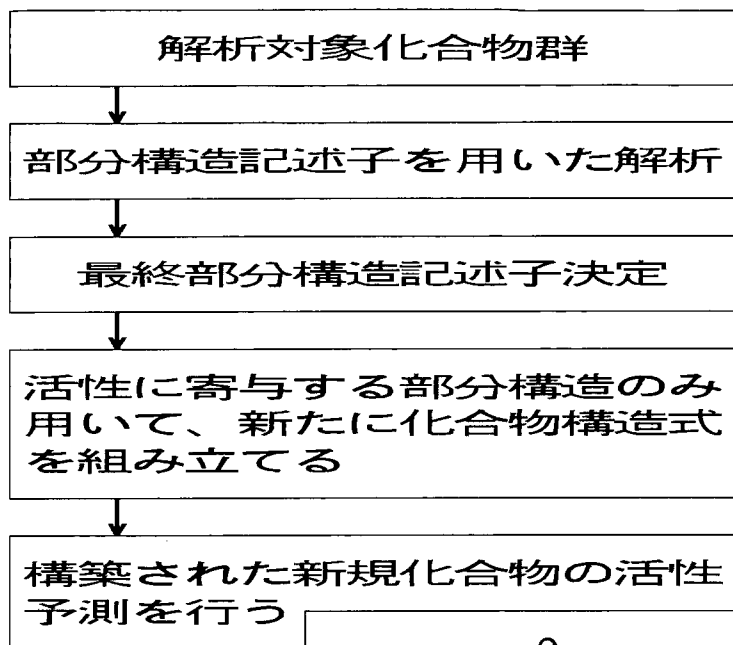 解析対象化合物群
部分構造記述子を用いた解析
最終部分構造記述子決定
活性に寄与する部分構造のみ
用いて、新たに化合物構造式
を組み立てる
構築された新規化合物の活性
予測を行う